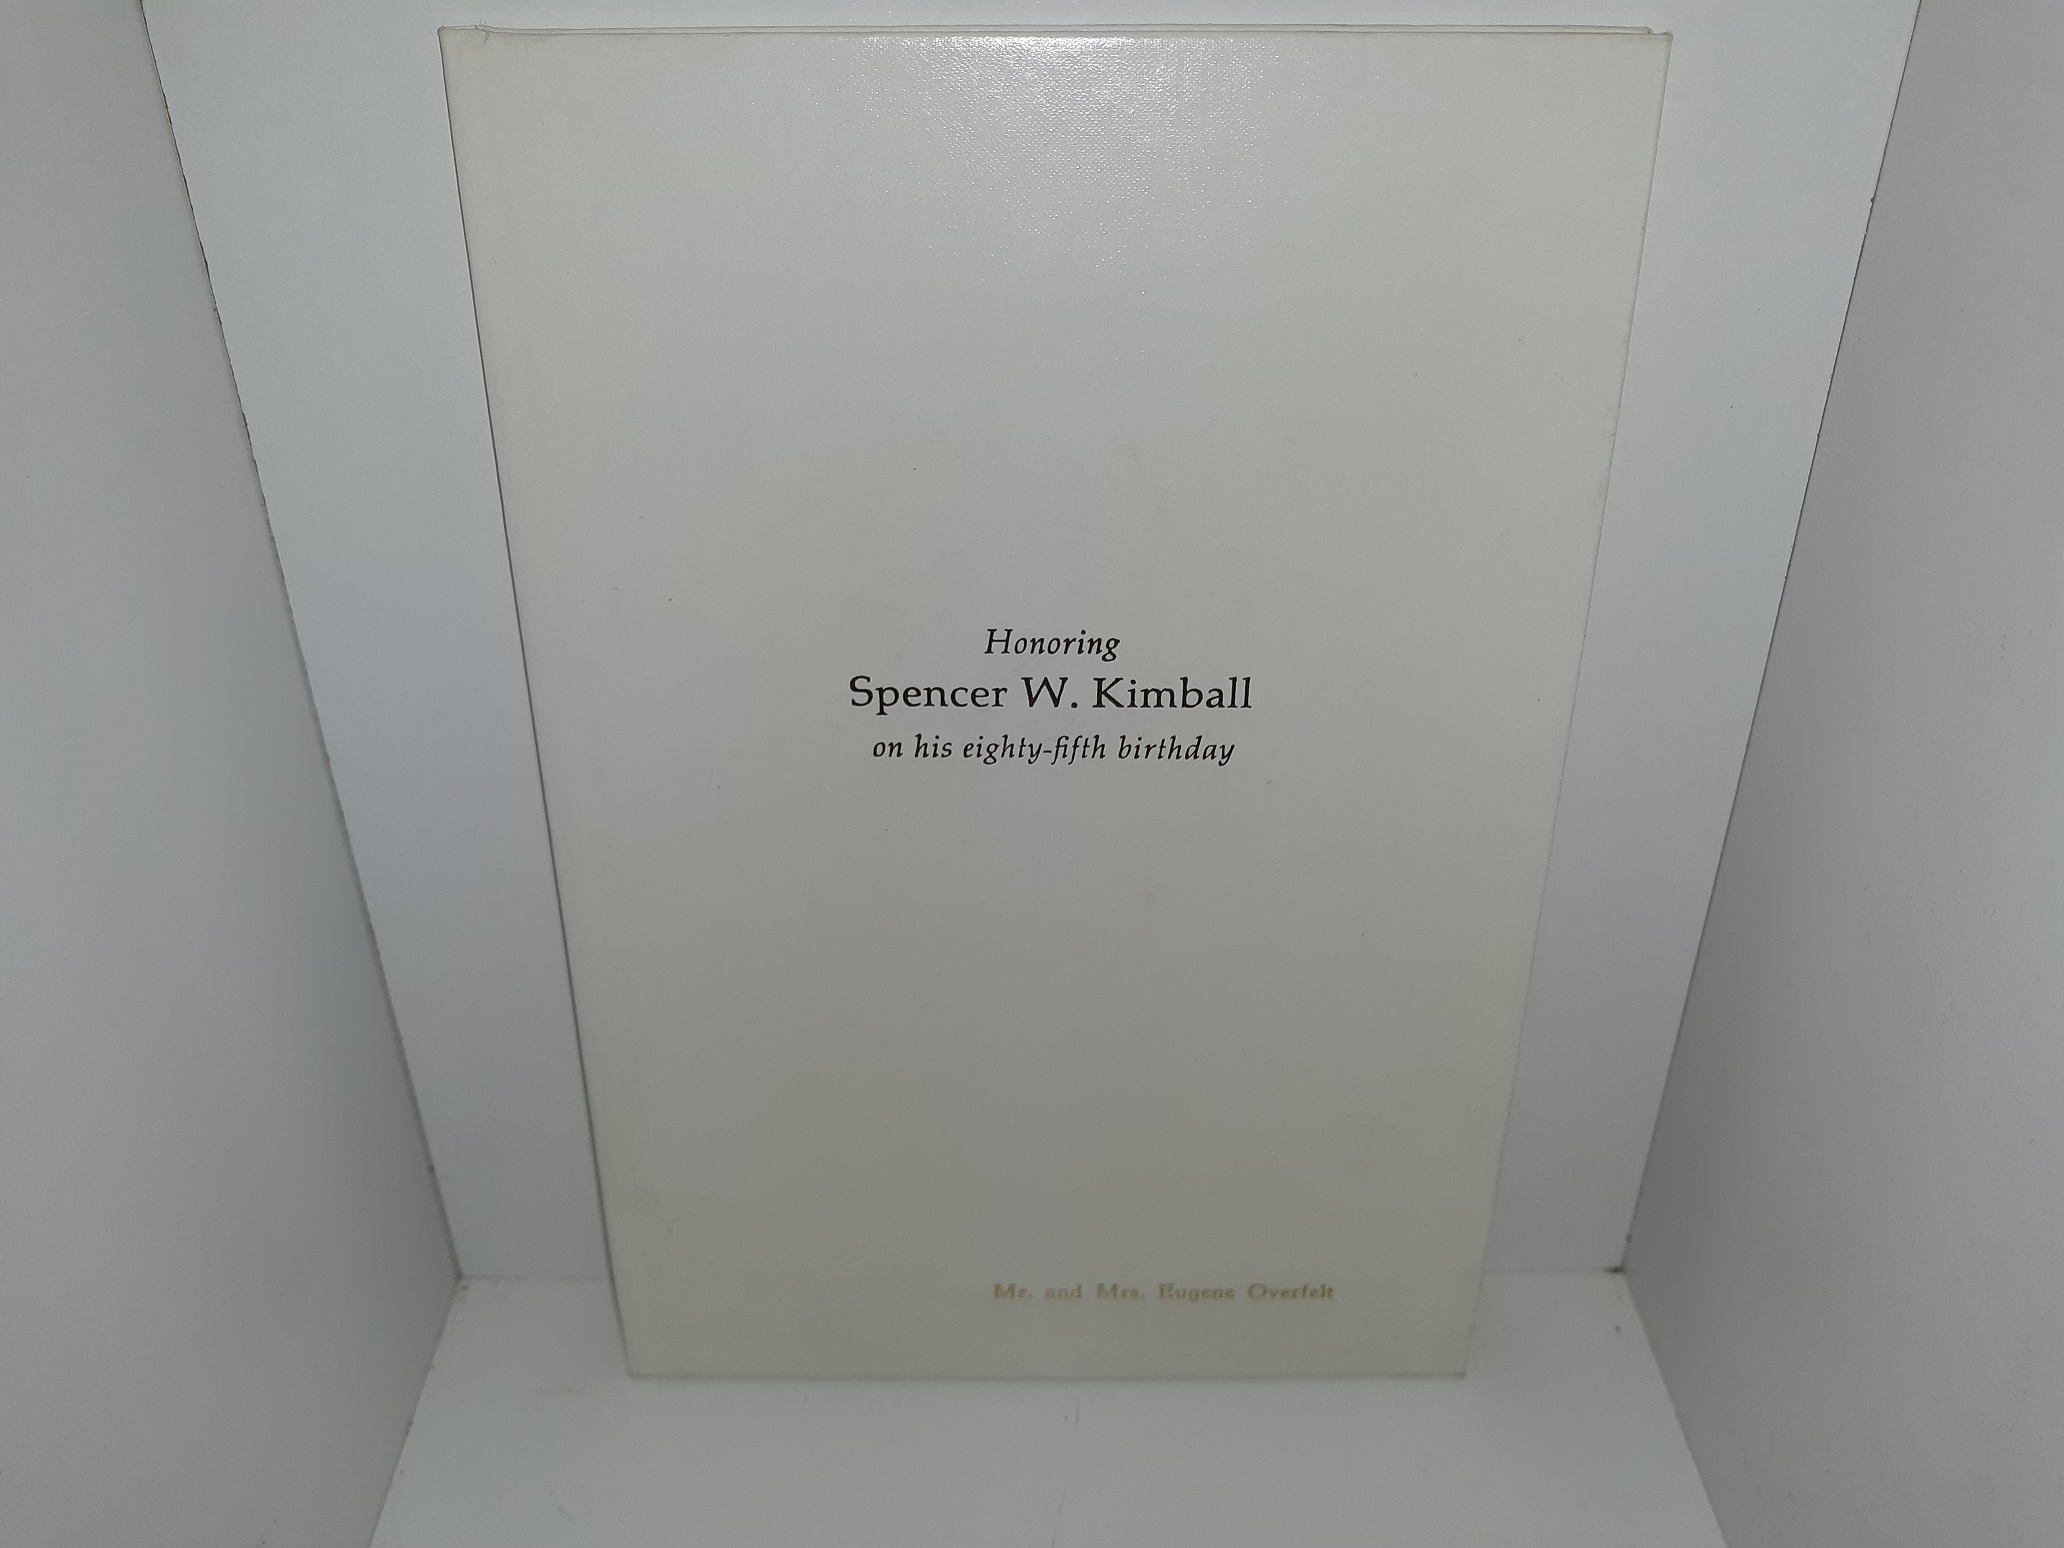 Honoring
Spencer W. Kimball
on his eighty-fifth birthday
Mr. and Mrs. Eugene Overfelt